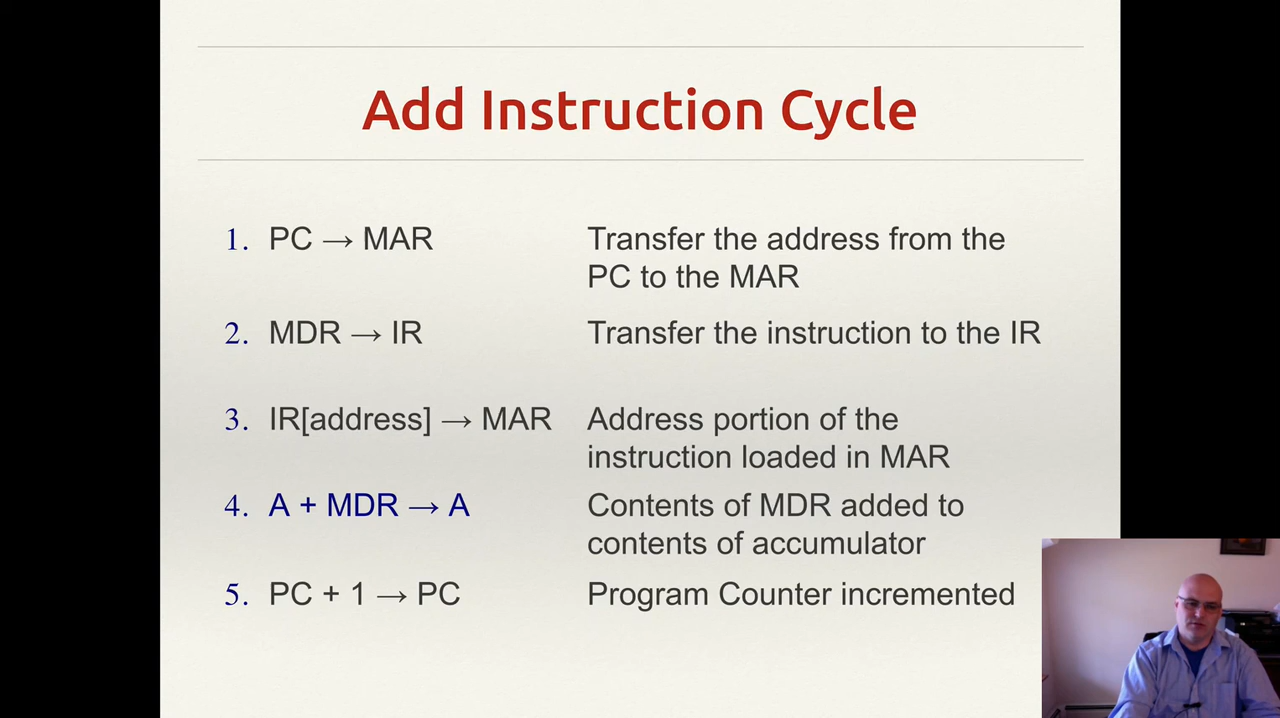 Add Instruction Cycle
1. PC → MAR
Transfer the address from the
PC to the MAR
2. MDR → IR
Transfer the instruction to the IR
3. IR[address] → MAR
Address portion of the
instruction loaded in MAR
4. A + MDR → A
Contents of MDR added to
contents of accumulator
5. PC + 1 → PC
Program Counter incremented